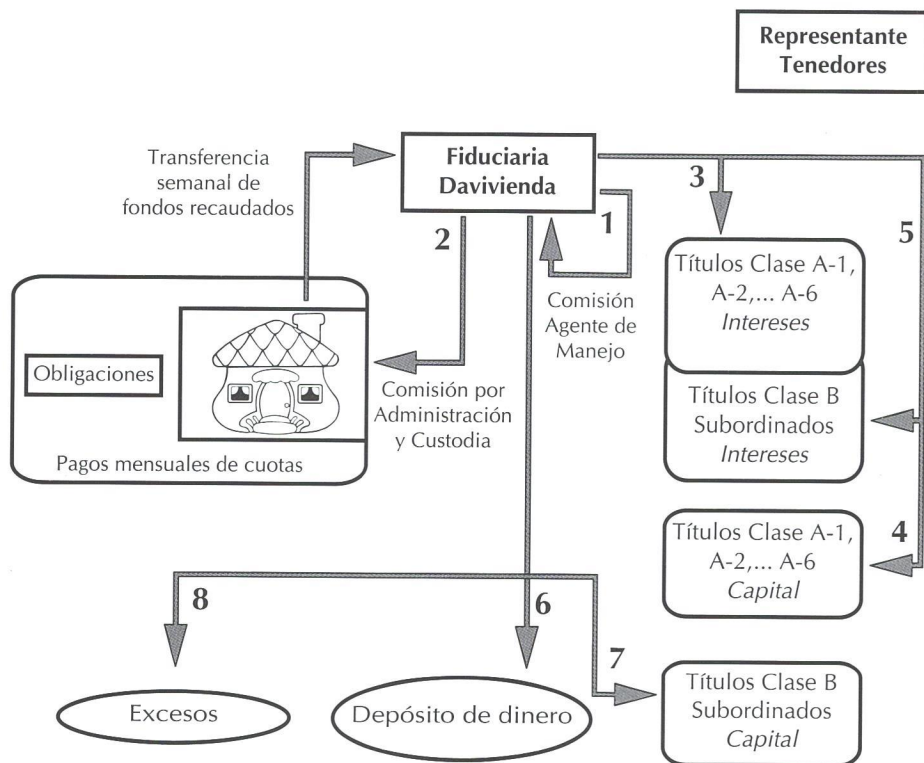 Representante
Tenedores
Transferencia
semanal de
fondos recaudados
Fiduciaria
Davivienda
3
1
2
5
Títulos Clase A-1,
A-2,... A-6
Intereses
Comisión
Agente de
Manejo
Obligaciones
Comisión por
Administración
y Custodia
Títulos Clase B
Subordinados
Intereses
Pagos mensuales de cuotas
4
Títulos Clase A-1,
A-2,... A-6
Capital
8
6
7
Excesos
Depósito de dinero
Títulos Clase B
Subordinados
Capital